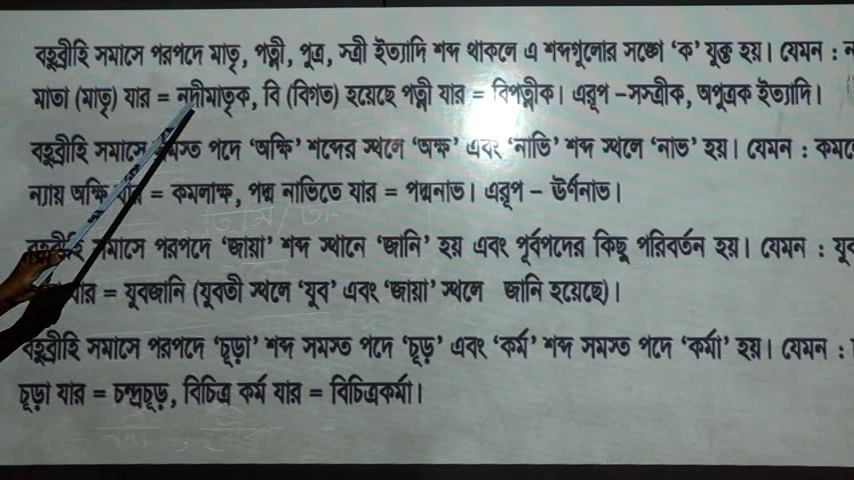 বহুব্রীহি সমাসে পরপদে মাতৃ, পত্নী, পুত্র, স্ত্রী ইত্যাদি শব্দ থাকলে এ শব্দগুলোর সঙ্গে ‘ক’ যুক্ত হয়। যেমন :
মাতা (মাতৃ) যার = নদীমাতৃক, বি (বিগত) হয়েছে পত্নী যার = বিপত্নীক। এরূপ –সস্ত্রীক, অপুত্রক ইত্যাদি।
বহুব্রীহি সমাসে সমস্ত পদে ‘অক্ষি’ শব্দের স্থলে ‘অক্ষ’ এবং ‘নাভি’ শব্দ স্থলে ‘নাভ’ হয়। যেমন :
ন্যায় অক্ষি যার = কমলাক্ষ, পদ্ম নাভিতে যার = পদ্মনাভ। এরূপ – ঊর্ণনাভ।
বহুব্রীহি সমাসে পরপদে ‘জায়া’ শব্দ স্থানে ‘জানি’ হয় এবং পূর্বপদের কিছু পরিবর্তন হয়। যেমন :
যার = যুবজানি (যুবতী স্থলে ‘যুব’ এবং ‘জায়া’ স্থলে জানি হয়েছে)।
বহুব্রীহি সমাসে পরপদে ‘চূড়া’ শব্দ সমস্ত পদে ‘চূড়’ এবং ‘কর্ম’ শব্দ সমস্ত পদে ‘কর্মা’ হয়। যেমন :
চূড়া যার = চন্দ্রচূড়, বিচিত্র কর্ম যার = বিচিত্রকর্মা।